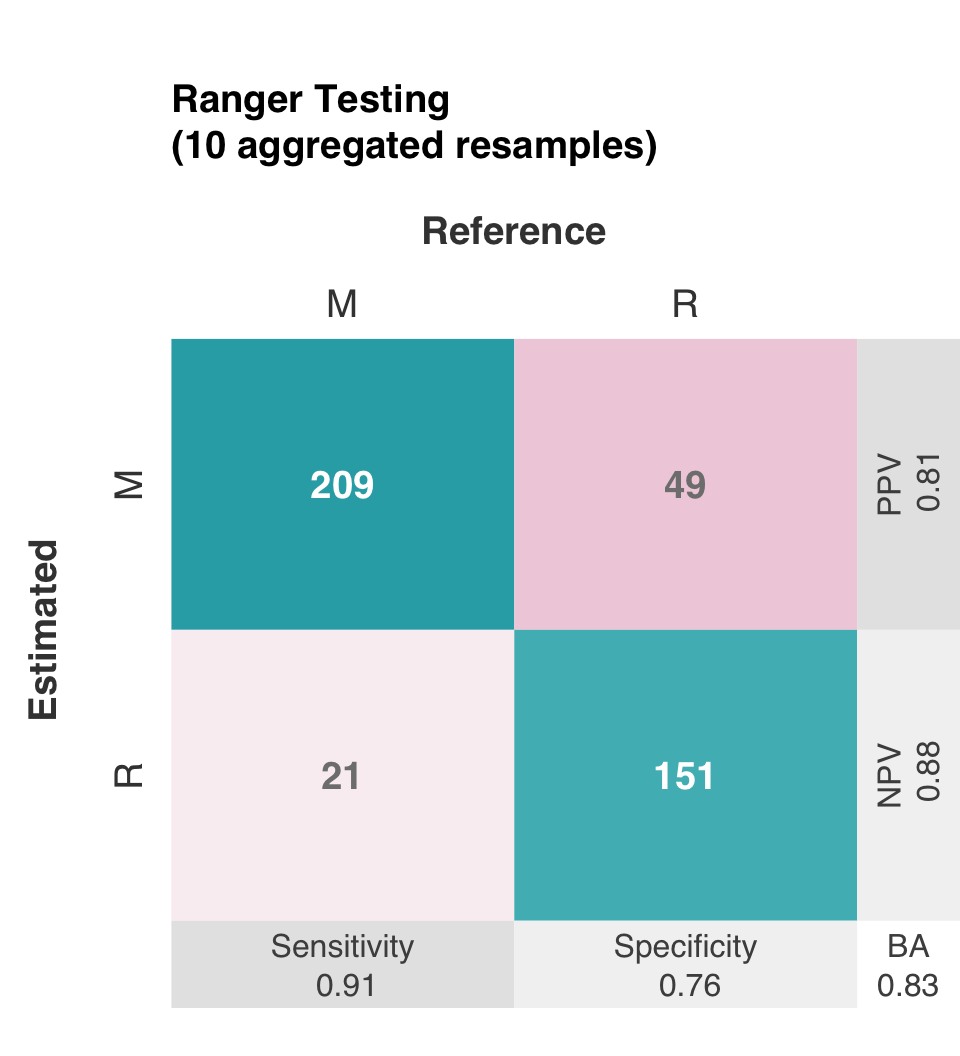 Ranger Testing
(10 aggregated resamples)
Reference
M
R
Estimated
M
209
49
PPV
0.81
R
21
151
NPV
0.88
Sensitivity
0.91
Specificity
0.76
BA
0.83